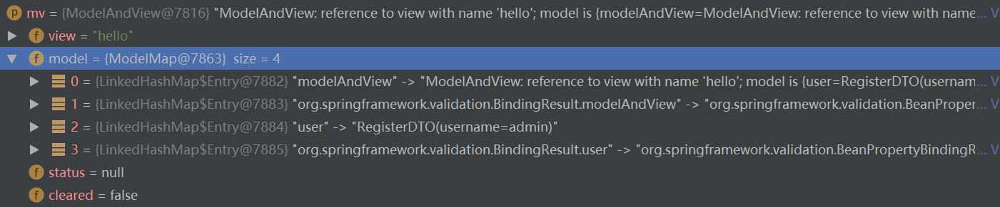 p mv = {ModelAndView@7816} "ModelAndView: reference to view with name 'hello'; model is {modelAndView=ModelAndView: reference to view with name... V
f view = "hello"
f model = {ModelMap@7863} size = 4
0 = {LinkedHashMap$Entry@7882} "modelAndView" -> "ModelAndView: reference to view with name 'hello'; model is {user=RegisterDTO(usernam... V
1 = {LinkedHashMap$Entry@7883} "org.springframework.validation.BindingResult.modelAndView" -> "org.springframework.validation.BeanProper... V
2 = {LinkedHashMap$Entry@7884} "user" -> "RegisterDTO(username=admin)"
3 = {LinkedHashMap$Entry@7885} "org.springframework.validation.BindingResult.user" -> "org.springframework.validation.BeanPropertyBindingR... V
f status = null
f cleared = false